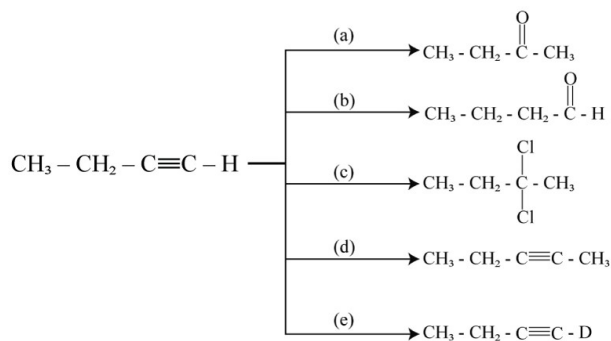 (a)
O
CH₃ - CH₂ - C - CH₃
(b)
O
CH₃ - CH₂ - CH₂ - C - H
CH₃ – CH₂ – C≡C – H
(c)
Cl
CH₃ - CH₂ - C - CH₃
Cl
(d)
CH₃ - CH₂ - C≡C - CH₃
(e)
CH₃ - CH₂ - C≡C - D